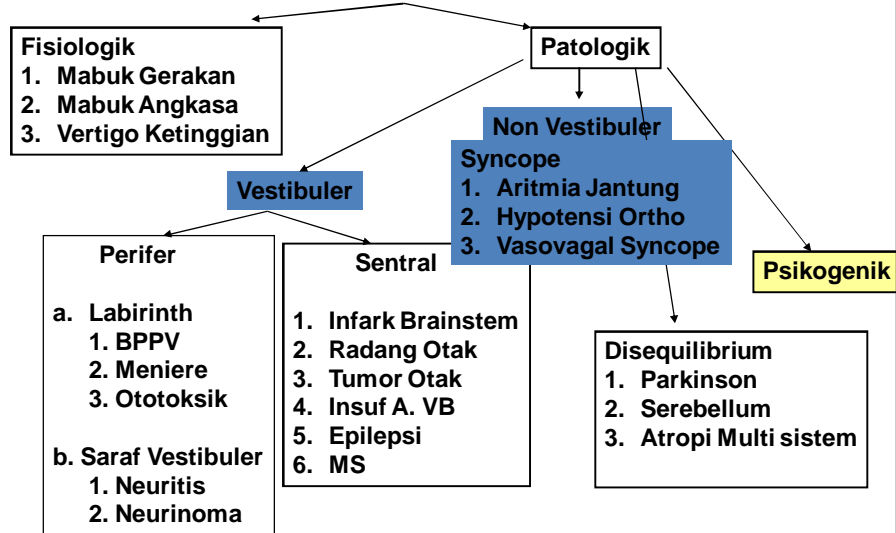 Fisiologik
1. Mabuk Gerakan
2. Mabuk Angkasa
3. Vertigo Ketinggian
Patologik
Non Vestibuler
Syncope
1. Aritmia Jantung
2. Hypotensi Ortho
3. Vasovagal Syncope
Vestibuler
Perifer
a. Labirinth
1. BPPV
2. Meniere
3. Ototoksik
b. Saraf Vestibuler
1. Neuritis
2. Neurinoma
Sentral
1. Infark Brainstem
2. Radang Otak
3. Tumor Otak
4. Insuf A. VB
5. Epilepsi
6. MS
Psikogenik
Disequilibrium
1. Parkinson
2. Serebellum
3. Atropi Multi sistem